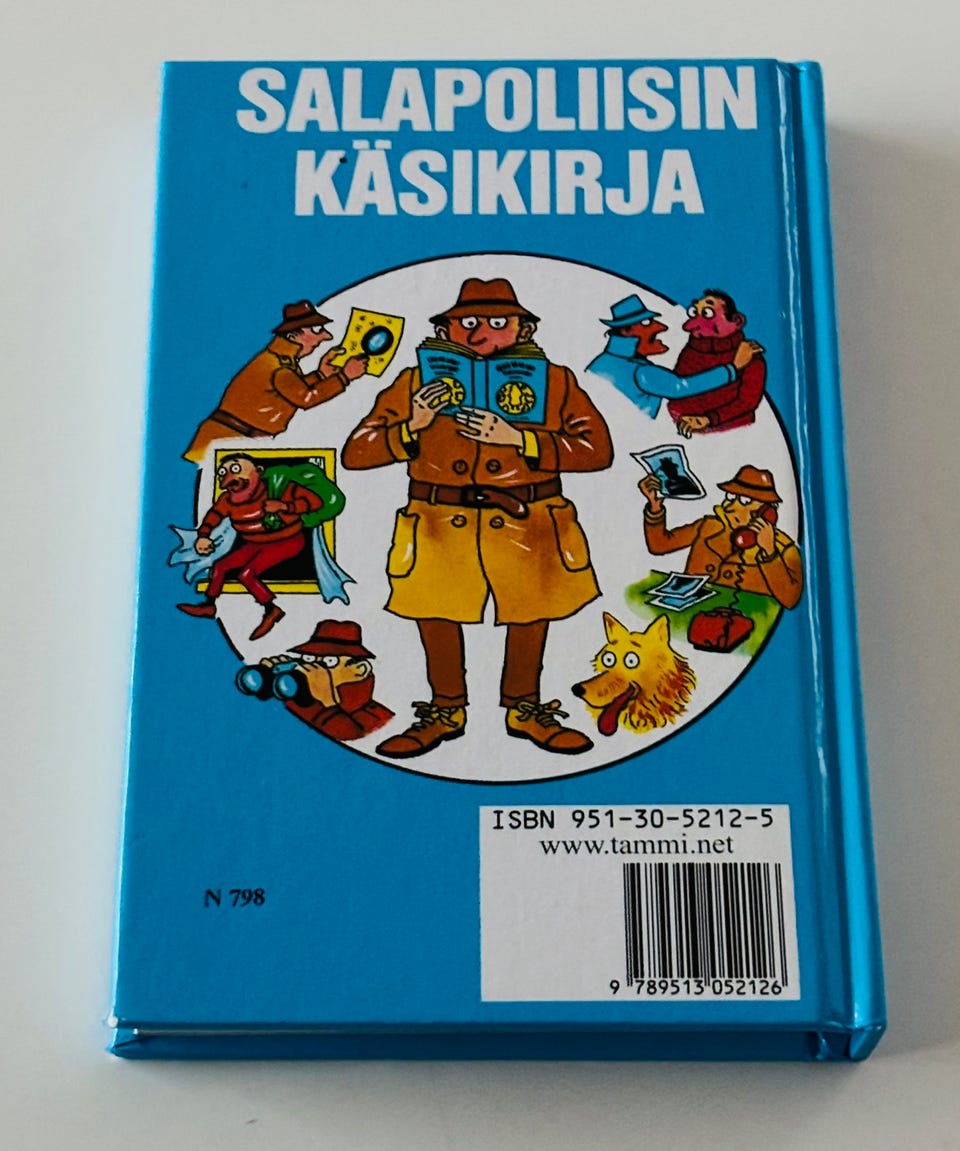 SALAPOLIISIN
KÄSIKIRJA
ISBN 951-30-5212-5
www.tammi.net
N 798
9 789513 052126